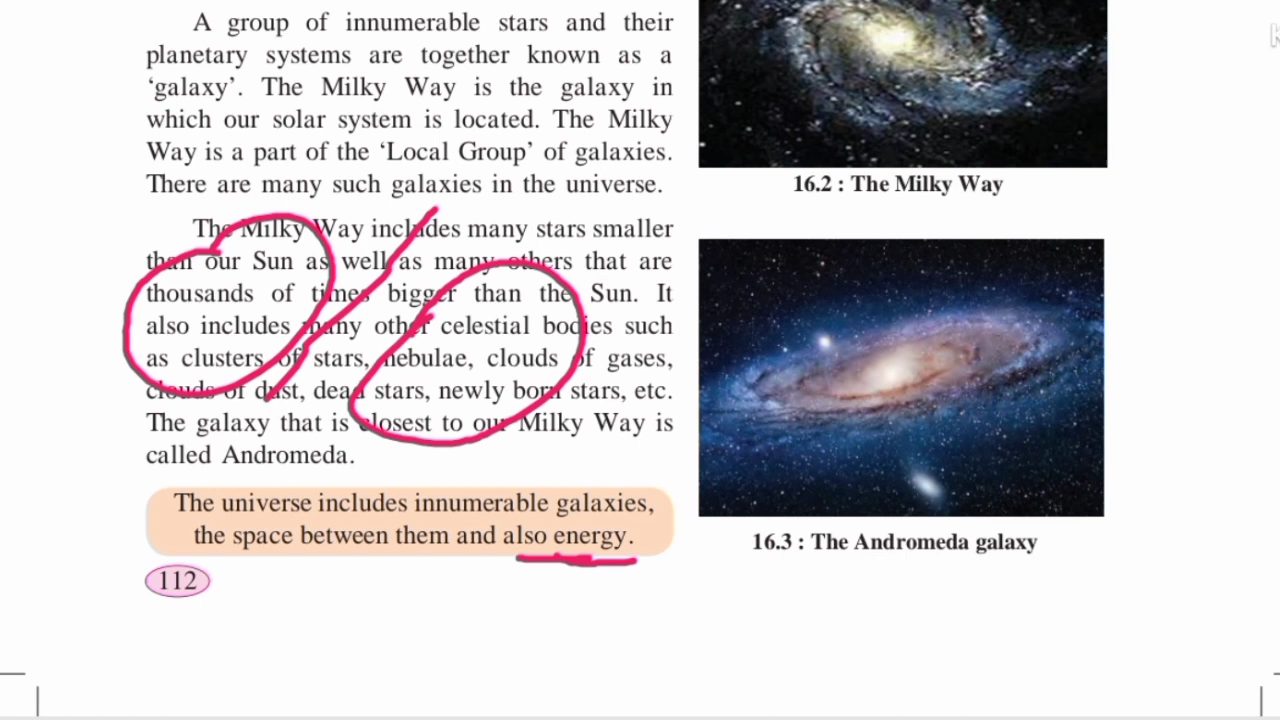 A group of innumerable stars and their
planetary systems are together known as a
‘galaxy’. The Milky Way is the galaxy in
which our solar system is located. The Milky
Way is a part of the ‘Local Group’ of galaxies.
There are many such galaxies in the universe.
The Milky Way includes many stars smaller
than our Sun as well as many others that are
thousands of times bigger than the Sun. It
also includes many other celestial bodies such
as clusters of stars, nebulae, clouds of gases,
clouds of dust, dead stars, newly born stars, etc.
The galaxy that is closest to our Milky Way is
called Andromeda.
The universe includes innumerable galaxies,
the space between them and also energy.
112
16.2 : The Milky Way
16.3 : The Andromeda galaxy